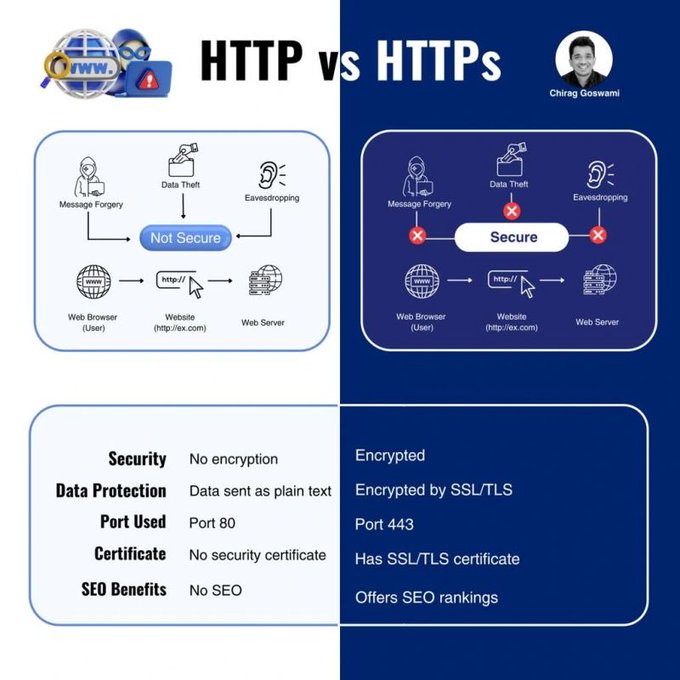 www.
HTTP vs HTTPs
Chirag Goswami
Message Forgery
Data Theft
Eavesdropping
Not Secure
www
http://
Web Browser
(User)
Website
(http://ex.com)
Web Server
Message Forgery
Data Theft
Eavesdropping
Secure
www
http://
Web Browser
(User)
Website
(http://ex.com)
Web Server
Security No encryption Encrypted
Data Protection Data sent as plain text Encrypted by SSL/TLS
Port Used Port 80 Port 443
Certificate No security certificate Has SSL/TLS certificate
SEO Benefits No SEO Offers SEO rankings